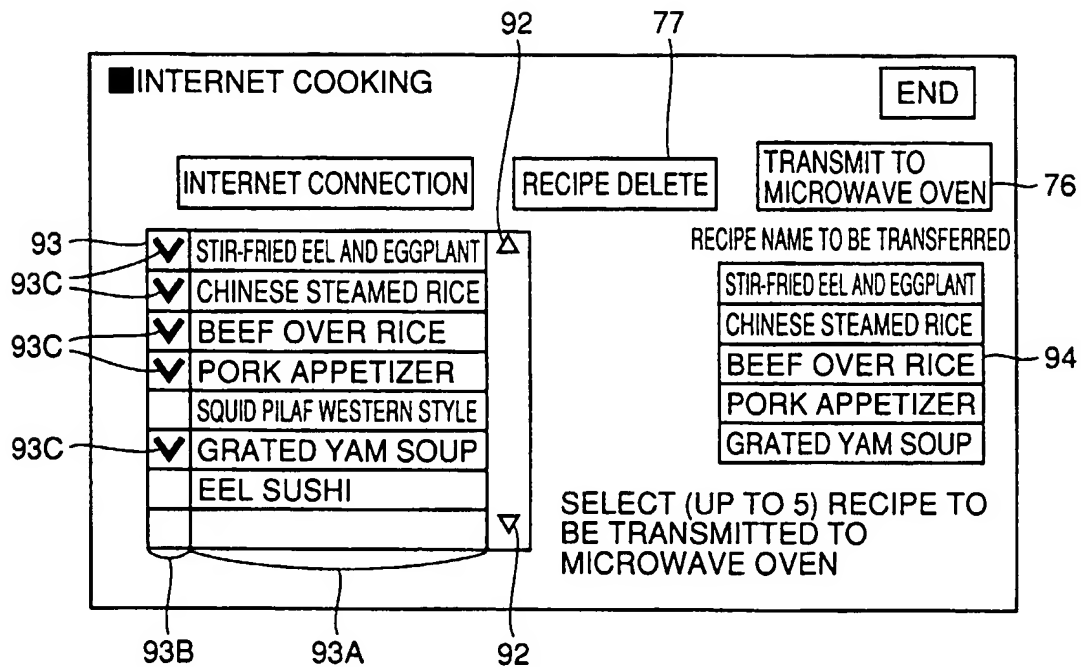 92
77
■INTERNET COOKING
END
INTERNET CONNECTION
RECIPE DELETE
TRANSMIT TO
MICROWAVE OVEN
76
93
93C
93C
93C
STIR-FRIED EEL AND EGGPLANT
CHINESE STEAMED RICE
BEEF OVER RICE
PORK APPETIZER
SQUID PILAF WESTERN STYLE
GRATED YAM SOUP
EEL SUSHI
RECIPE NAME TO BE TRANSFERRED
STIR-FRIED EEL AND EGGPLANT
CHINESE STEAMED RICE
BEEF OVER RICE
PORK APPETIZER
GRATED YAM SOUP
94
SELECT (UP TO 5) RECIPE TO
BE TRANSMITTED TO
MICROWAVE OVEN
93B
93A
92